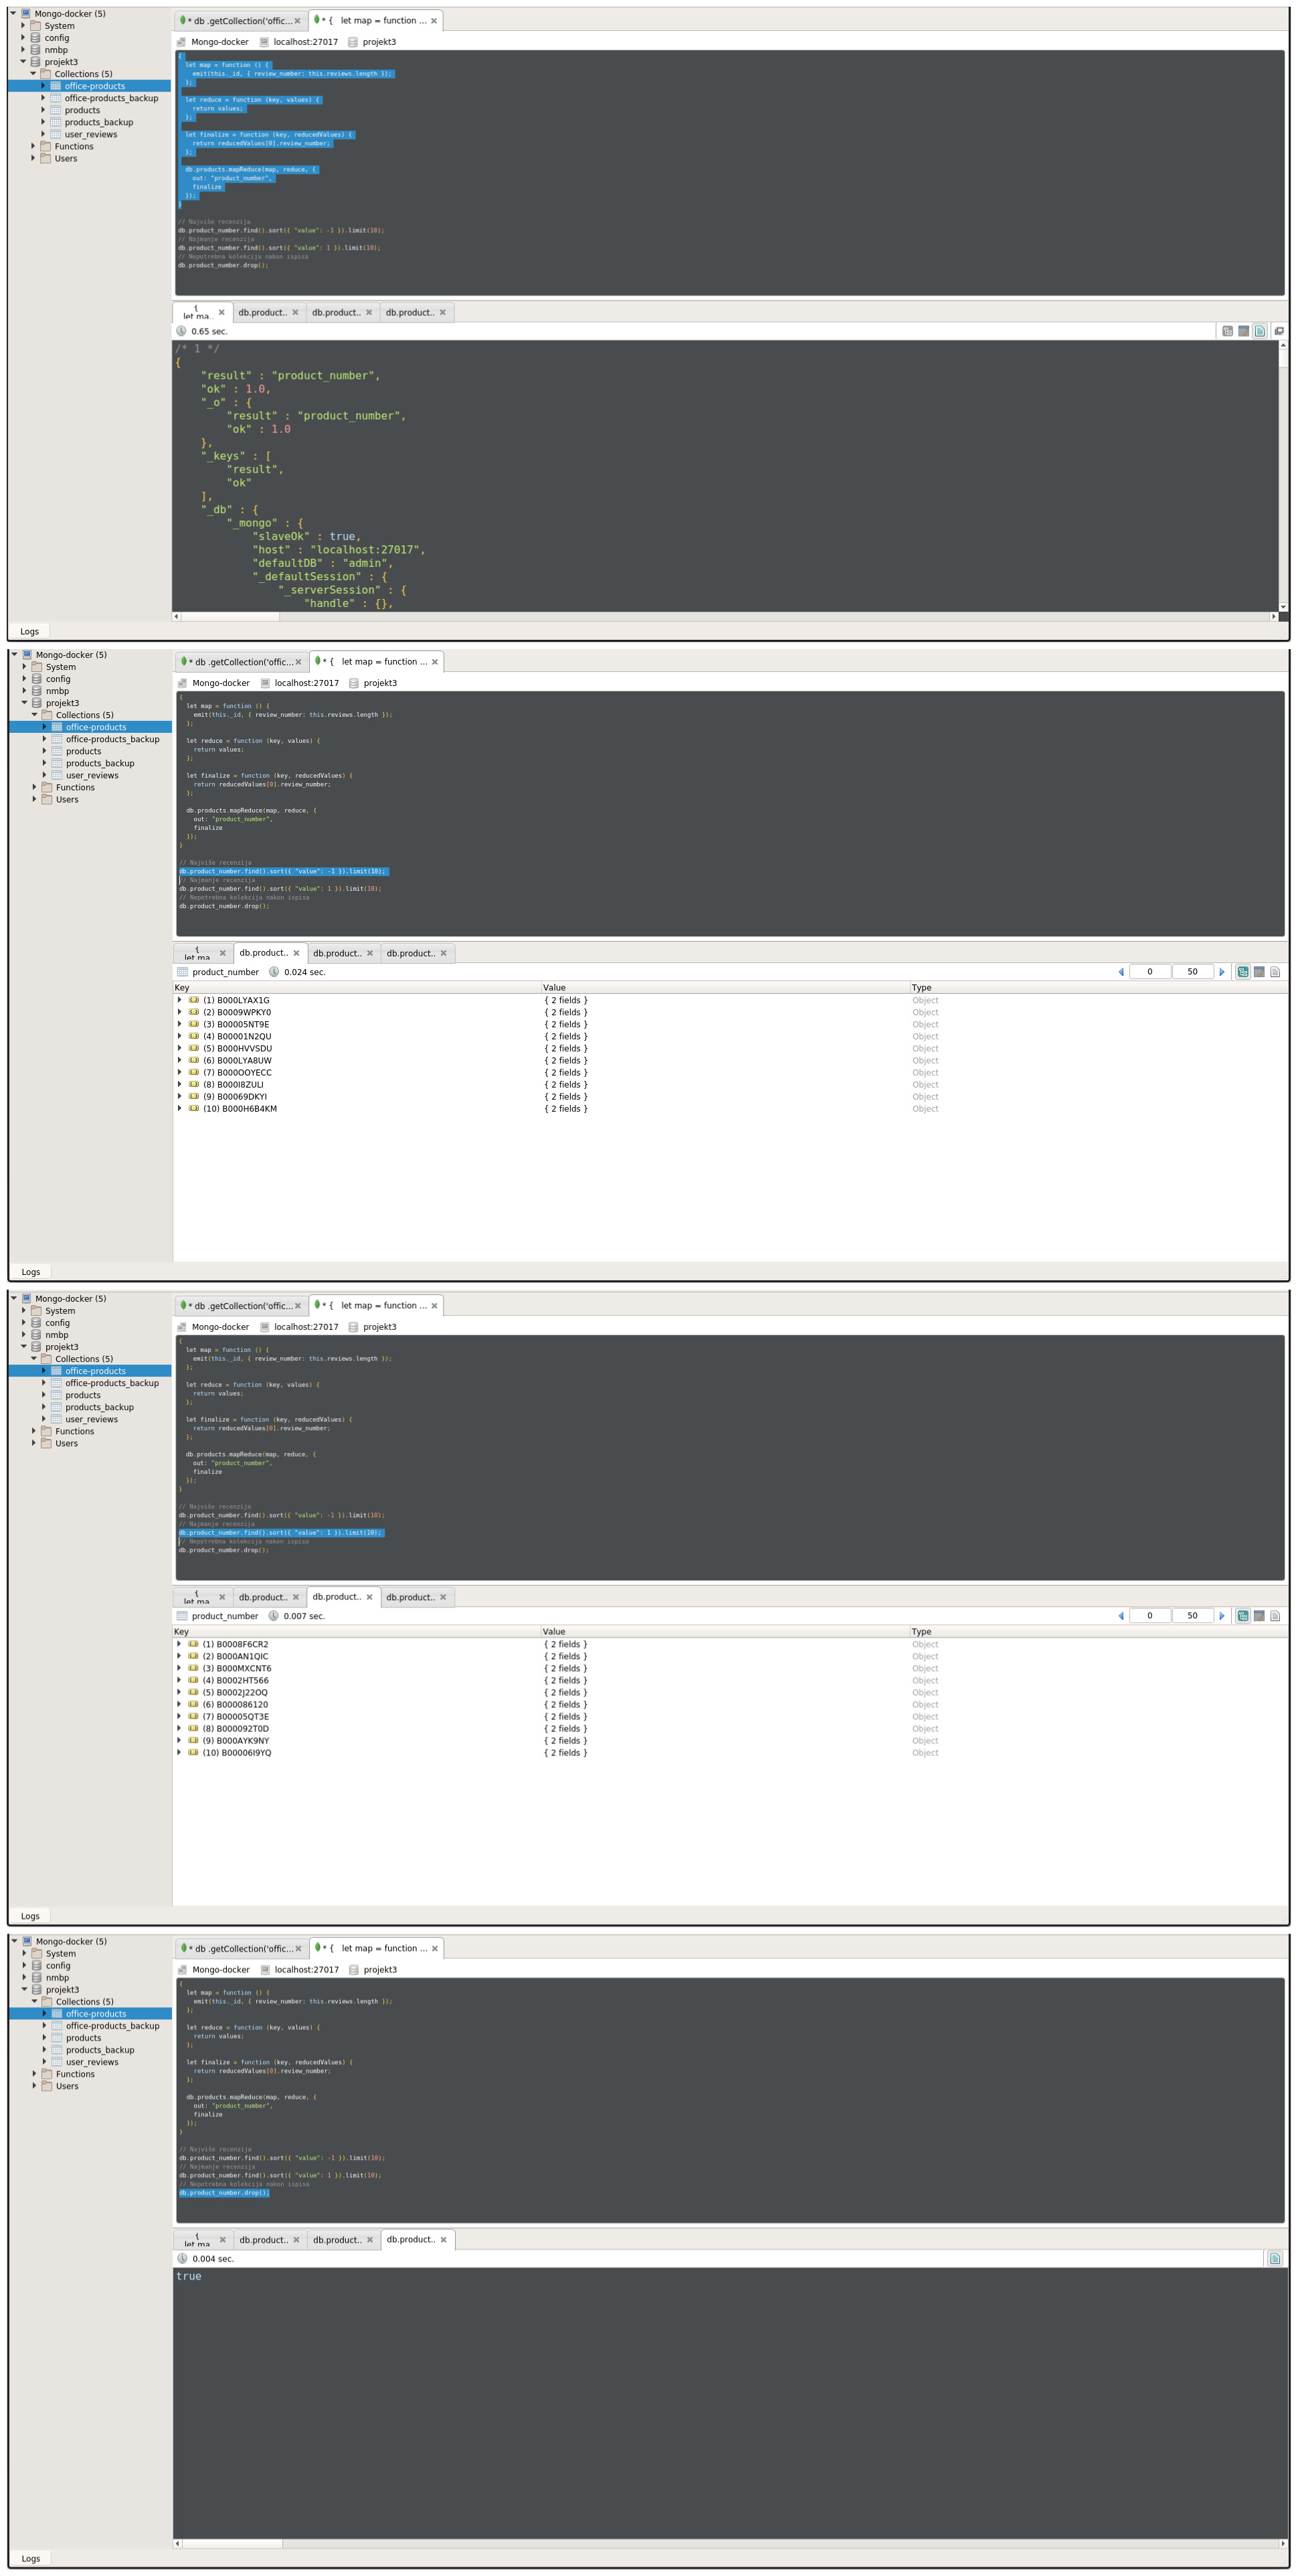 Mongo-docker (5)
System
config
nmbp
projekt3
Collections (5)
office-products
office-products_backup
products
products_backup
user_reviews
Functions
Users
* db .getCollection('offic...
* {   let map = function ...
Mongo-docker localhost:27017 projekt3
{
let map = function () {
emit(this._id, { review_number: this.reviews.length });
};
let reduce = function (key, values) {
return values;
};
let finalize = function (key, reducedValues) {
return reducedValues[0].review_number;
};
db.products.mapReduce(map, reduce, {
out: "product_number",
finalize
});
}
// Najviše recenzija
db.product_number.find().sort({ "value": -1 }).limit(10);
// Najmanje recenzija
db.product_number.find().sort({ "value": 1 }).limit(10);
// Nepotrebna kolekcija nakon ispisa
db.product_number.drop();
{
let ma.. db.product.. db.product.. db.product..
0.65 sec.
/* 1 */
{
"result" : "product_number",
"ok" : 1.0,
"_o" : {
"result" : "product_number",
"ok" : 1.0
},
"_keys" : [
"result",
"ok"
],
"_db" : {
"_mongo" : {
"slaveOk" : true,
"host" : "localhost:27017",
"defaultDB" : "admin",
"_defaultSession" : {
"_serverSession" : {
"handle" : {},
Logs
Mongo-docker (5)
System
config
nmbp
projekt3
Collections (5)
office-products
office-products_backup
products
products_backup
user_reviews
Functions
Users
* db .getCollection('offic...
* {   let map = function ...
Mongo-docker localhost:27017 projekt3
{
let map = function () {
emit(this._id, { review_number: this.reviews.length });
};
let reduce = function (key, values) {
return values;
};
let finalize = function (key, reducedValues) {
return reducedValues[0].review_number;
};
db.products.mapReduce(map, reduce, {
out: "product_number",
finalize
});
}
// Najviše recenzija
db.product_number.find().sort({ "value": -1 }).limit(10);
// Najmanje recenzija
db.product_number.find().sort({ "value": 1 }).limit(10);
// Nepotrebna kolekcija nakon ispisa
db.product_number.drop();
{
let ma db.product.. db.product.. db.product..
product_number 0.024 sec. 0 50
Key Value Type
(1) B000LYAX1G { 2 fields } Object
(2) B0009WPKY0 { 2 fields } Object
(3) B00005NT9E { 2 fields } Object
(4) B00001N2QU { 2 fields } Object
(5) B000HVVSDU { 2 fields } Object
(6) B000LYA8UW { 2 fields } Object
(7) B000OOYECC { 2 fields } Object
(8) B000I8ZULI { 2 fields } Object
(9) B00069DKYI { 2 fields } Object
(10) B000H6B4KM { 2 fields } Object
Logs
Mongo-docker (5)
System
config
nmbp
projekt3
Collections (5)
office-products
office-products_backup
products
products_backup
user_reviews
Functions
Users
* db .getCollection('offic...
* {   let map = function ...
Mongo-docker localhost:27017 projekt3
{
let map = function () {
emit(this._id, { review_number: this.reviews.length });
};
let reduce = function (key, values) {
return values;
};
let finalize = function (key, reducedValues) {
return reducedValues[0].review_number;
};
db.products.mapReduce(map, reduce, {
out: "product_number",
finalize
});
}
// Najviše recenzija
db.product_number.find().sort({ "value": -1 }).limit(10);
// Najmanje recenzija
db.product_number.find().sort({ "value": 1 }).limit(10);
// Nepotrebna kolekcija nakon ispisa
db.product_number.drop();
{
let ma db.product.. db.product.. db.product..
product_number 0.007 sec. 0 50
Key Value Type
(1) B0008F6CR2 { 2 fields } Object
(2) B000AN1QIC { 2 fields } Object
(3) B000MXCNT6 { 2 fields } Object
(4) B0002HT566 { 2 fields } Object
(5) B0002J22OQ { 2 fields } Object
(6) B000086120 { 2 fields } Object
(7) B00005QT3E { 2 fields } Object
(8) B000092T0D { 2 fields } Object
(9) B000AYK9NY { 2 fields } Object
(10) B00006I9YQ { 2 fields } Object
Logs
Mongo-docker (5)
System
config
nmbp
projekt3
Collections (5)
office-products
office-products_backup
products
products_backup
user_reviews
Functions
Users
* db .getCollection('offic...
* {   let map = function ...
Mongo-docker localhost:27017 projekt3
{
let map = function () {
emit(this._id, { review_number: this.reviews.length });
};
let reduce = function (key, values) {
return values;
};
let finalize = function (key, reducedValues) {
return reducedValues[0].review_number;
};
db.products.mapReduce(map, reduce, {
out: "product_number",
finalize
});
}
// Najviše recenzija
db.product_number.find().sort({ "value": -1 }).limit(10);
// Najmanje recenzija
db.product_number.find().sort({ "value": 1 }).limit(10);
// Nepotrebna kolekcija nakon ispisa
db.product_number.drop();
{
let ma db.product.. db.product.. db.product..
0.004 sec.
true
Logs